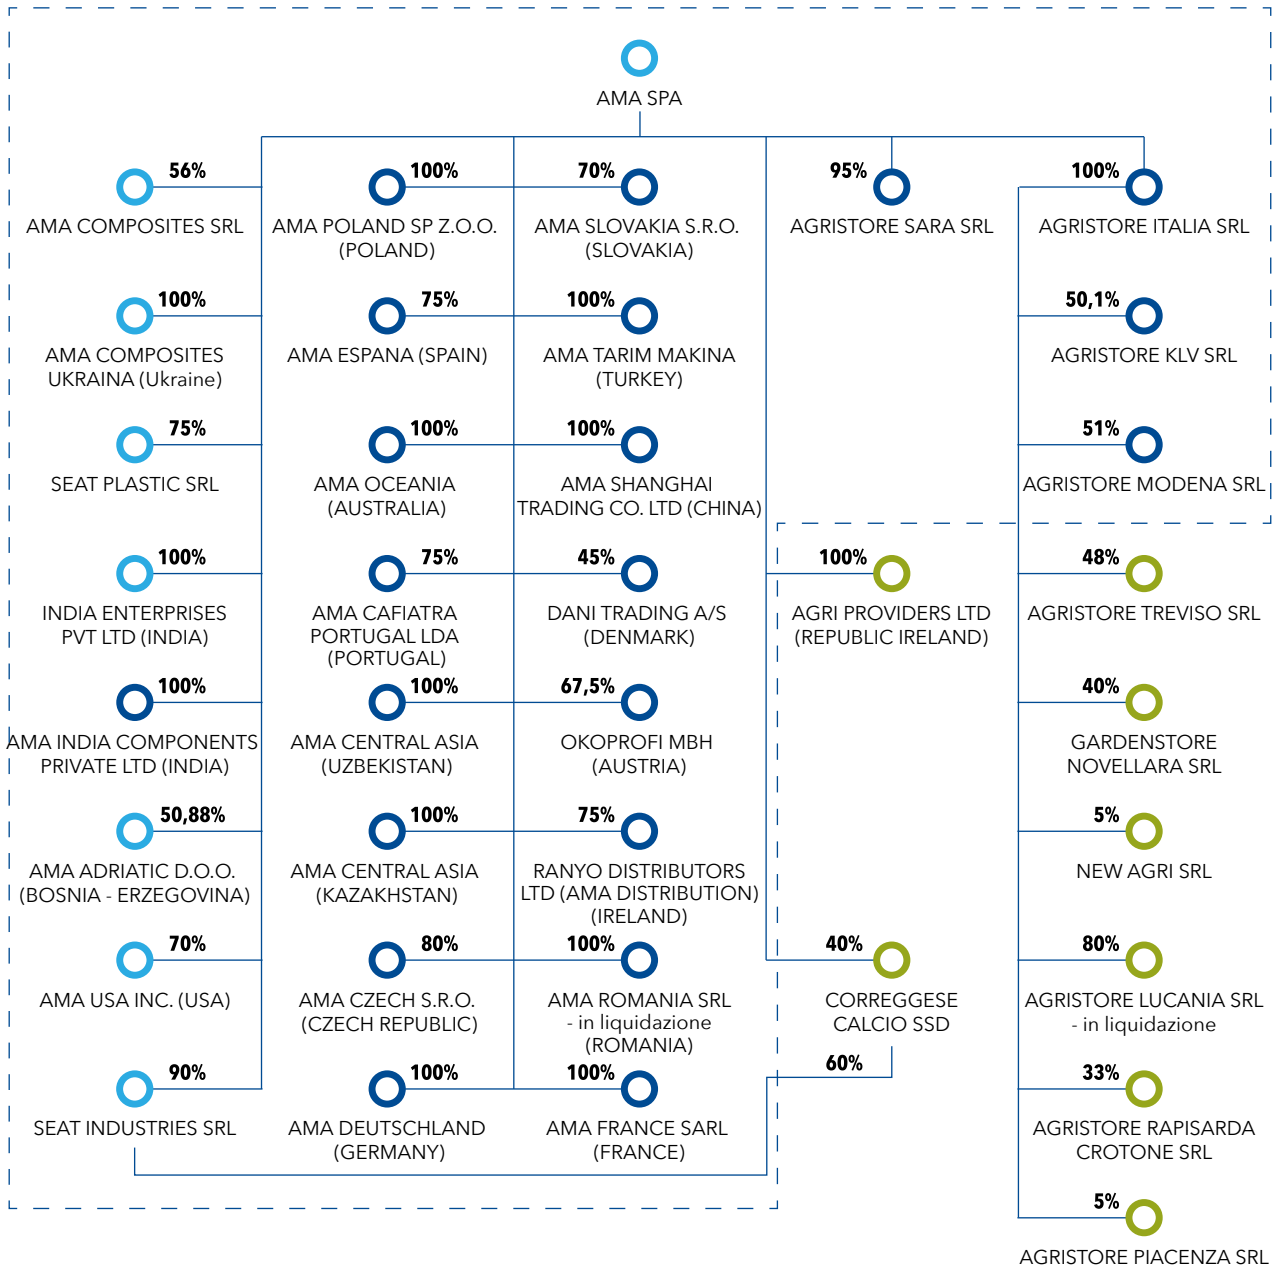 AMA SPA
56%
AMA COMPOSITES SRL
100%
AMA POLAND SP Z.O.O.
(POLAND)
70%
AMA SLOVAKIA S.R.O.
(SLOVAKIA)
95%
AGRISTORE SARA SRL
100%
AGRISTORE ITALIA SRL
100%
AMA COMPOSITES
UKRAINA (Ukraine)
75%
AMA ESPANA (SPAIN)
100%
AMA TARIM MAKINA
(TURKEY)
50,1%
AGRISTORE KLV SRL
75%
SEAT PLASTIC SRL
100%
AMA OCEANIA
(AUSTRALIA)
100%
AMA SHANGHAI
TRADING CO. LTD (CHINA)
51%
AGRISTORE MODENA SRL
100%
INDIA ENTERPRISES
PVT LTD (INDIA)
75%
AMA CAFIATRA
PORTUGAL LDA
(PORTUGAL)
45%
DANI TRADING A/S
(DENMARK)
100%
AGRI PROVIDERS LTD
(REPUBLIC IRELAND)
48%
AGRISTORE TREVISO SRL
100%
AMA INDIA COMPONENTS
PRIVATE LTD (INDIA)
100%
AMA CENTRAL ASIA
(UZBEKISTAN)
67,5%
OKOPROFI MBH
(AUSTRIA)
40%
GARDENSTORE
NOVELLARA SRL
50,88%
AMA ADRIATIC D.O.O.
(BOSNIA - ERZEGOVINA)
100%
AMA CENTRAL ASIA
(KAZAKHSTAN)
75%
RANYO DISTRIBUTORS
LTD (AMA DISTRIBUTION)
(IRELAND)
5%
NEW AGRI SRL
70%
AMA USA INC. (USA)
80%
AMA CZECH S.R.O.
(CZECH REPUBLIC)
100%
AMA ROMANIA SRL
- in liquidazione
(ROMANIA)
40%
CORREGGESE
CALCIO SSD
60%
80%
AGRISTORE LUCANIA SRL
- in liquidazione
90%
SEAT INDUSTRIES SRL
100%
AMA DEUTSCHLAND
(GERMANY)
100%
AMA FRANCE SARL
(FRANCE)
33%
AGRISTORE RAPISARDA
CROTONE SRL
5%
AGRISTORE PIACENZA SRL